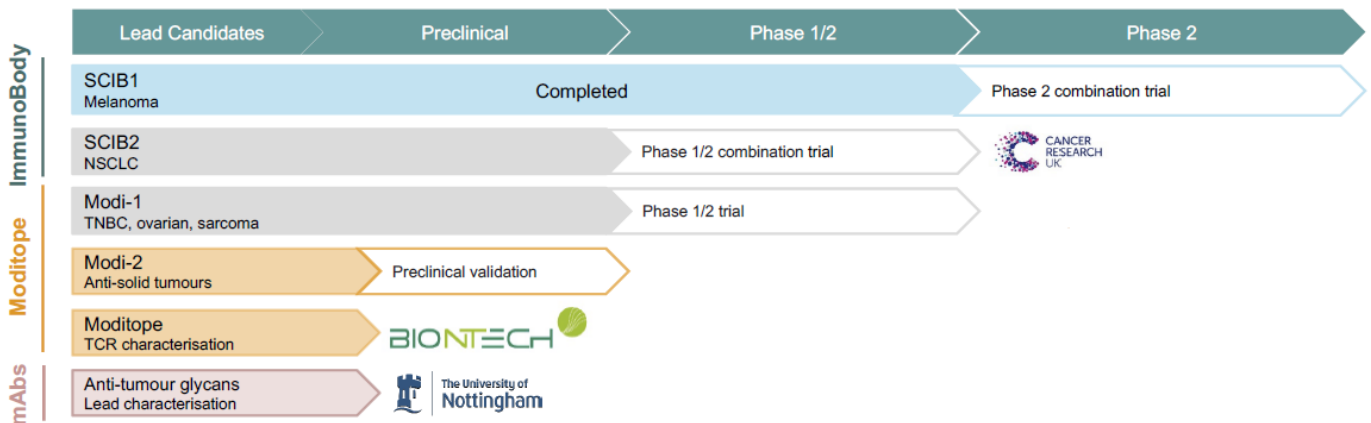 Lead Candidates
Preclinical
Phase 1/2
Phase 2
ImmunoBody
SCIB1
Melanoma
Completed
Phase 2 combination trial
SCIB2
NSCLC
Phase 1/2 combination trial
CANCER
RESEARCH
UK
Moditope
Modi-1
TNBC, ovarian, sarcoma
Phase 1/2 trial
Modi-2
Anti-solid tumours
Preclinical validation
Moditope
TCR characterisation
BIONTECH
mAbs
Anti-tumour glycans
Lead characterisation
The University of
Nottingham